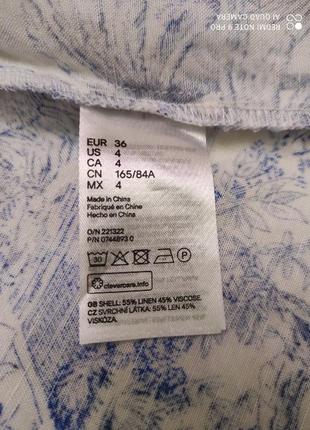 REDMI NOTE 9 PRO
AI QUAD CAMERA
EUR 36
US 4
CA 4
CN 165/84A
MX 4
Made in China
Fabriqué en Chine
Hecho en China
O/N 221322
P/N 0744893 0
30
P
clevercare.info
GB SHELL: 55% LINEN 45% VISCOSE.
CZ SVRCHNÍ LÁTKA: 55% LEN 45%
VISKÓZA.